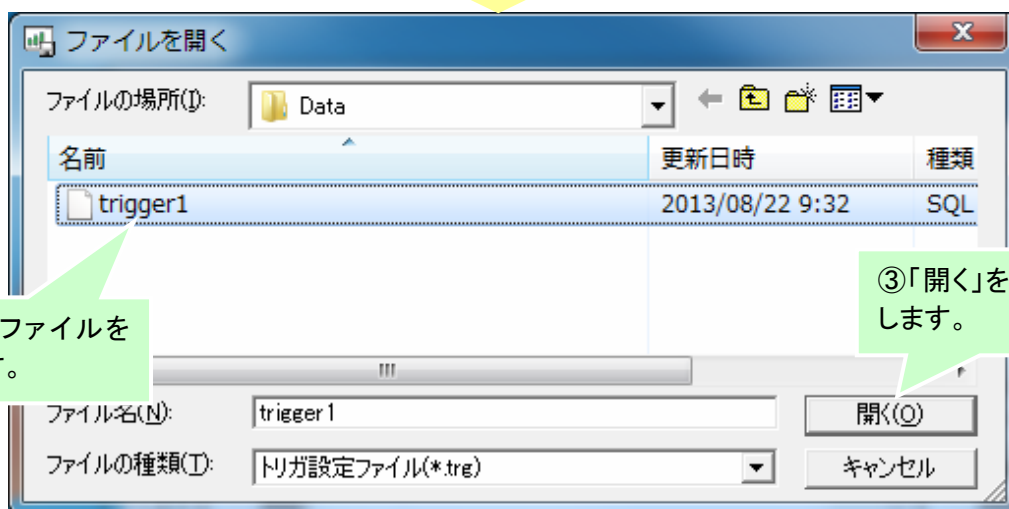 ファイルを開く
ファイルの場所(I):
Data
名前
更新日時
種類
trigger1
2013/08/22 9:32
SQL
③「開く」を
します。
ファイルを
す。
ファイル名(N):
trigger1
開く(O)
ファイルの種類(T):
トリガ設定ファイル(*.trg)
キャンセル